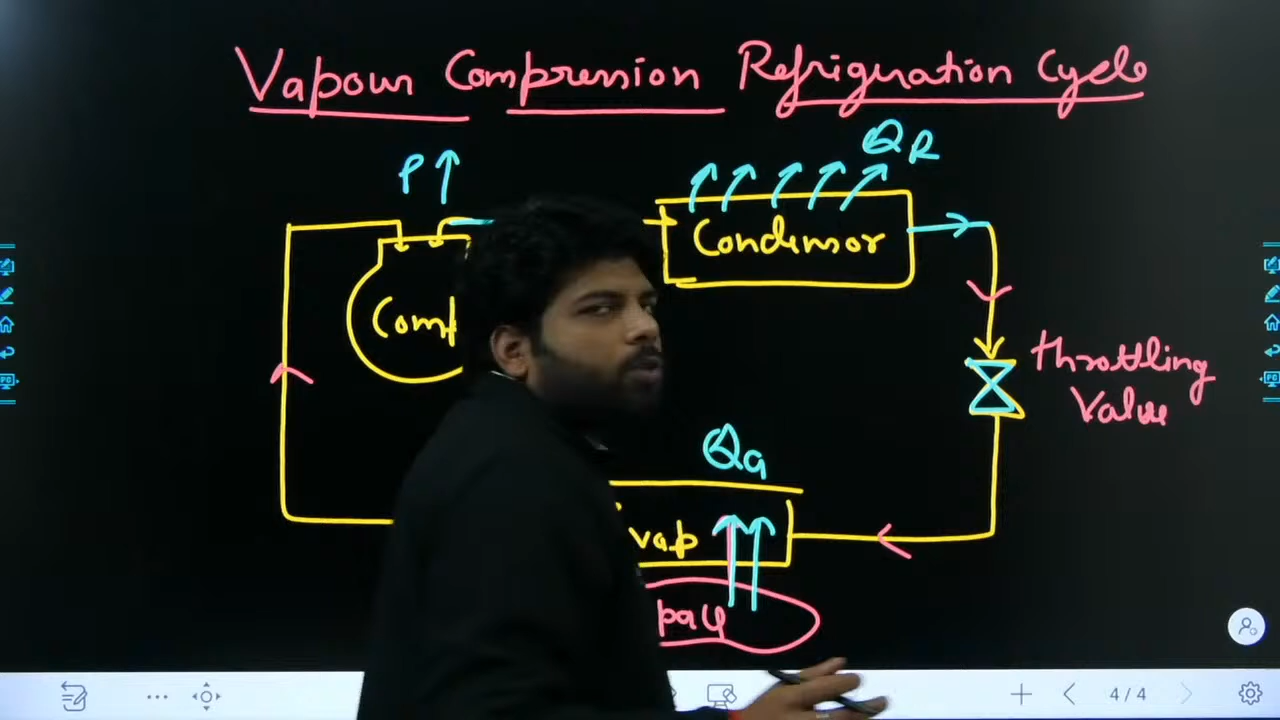 Vapour Compression Refrigeration Cycle
P↑
QR
Condensor
Comp
Throttling
Valve
Qa
vap
4 / 4